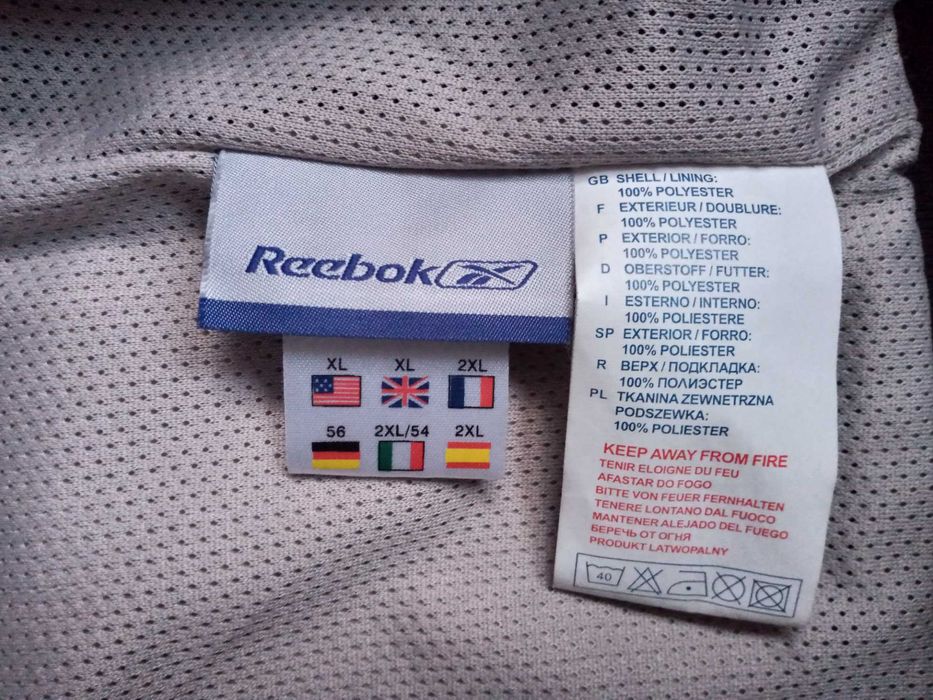 Reebok
XL XL 2XL
56 2XL/54 2XL
GB SHELL / LINING:
100% POLYESTER
F EXTERIEUR / DOUBLURE:
100% POLYESTER
P EXTERIOR / FORRO:
100% POLYESTER
D OBERSTOFF / FUTTER:
100% POLYESTER
I ESTERNO / INTERNO:
100% POLIESTERE
SP EXTERIOR / FORRO:
100% POLIESTER
R ВЕРХ / ПОДКЛАДКА:
100% ПОЛИЭСТЕР
PL TKANINA ZEWNETRZNA
PODSZEWKA:
100% POLIESTER
KEEP AWAY FROM FIRE
TENIR ELOIGNE DU FEU
AFASTAR DO FOGO
BITTE VON FEUER FERNHALTEN
TENERE LONTANO DAL FUOCO
MANTENER ALEJADO DEL FUEGO
БЕРЕЧЬ ОТ ОГНЯ
PRODUKT LATWOPALNY
40